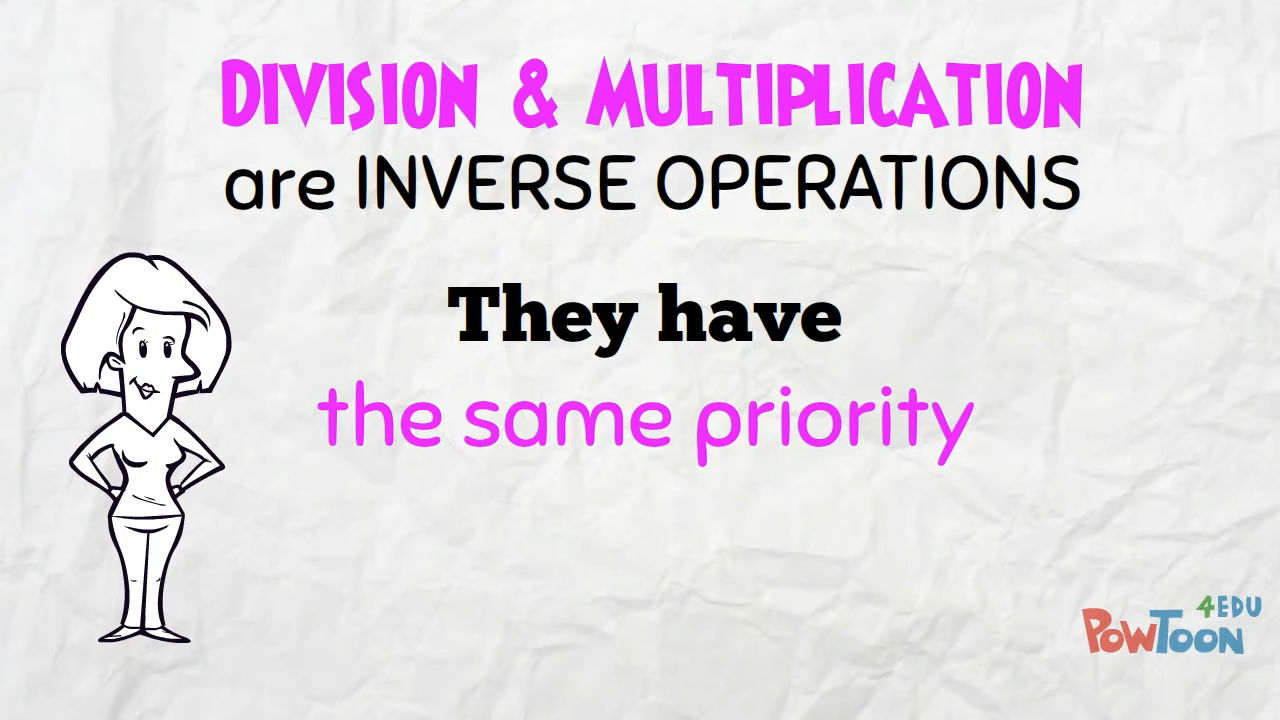 DIVISION & MULTIPLICATION
are INVERSE OPERATIONS
They have
the same priority
4EDU
POWTOON